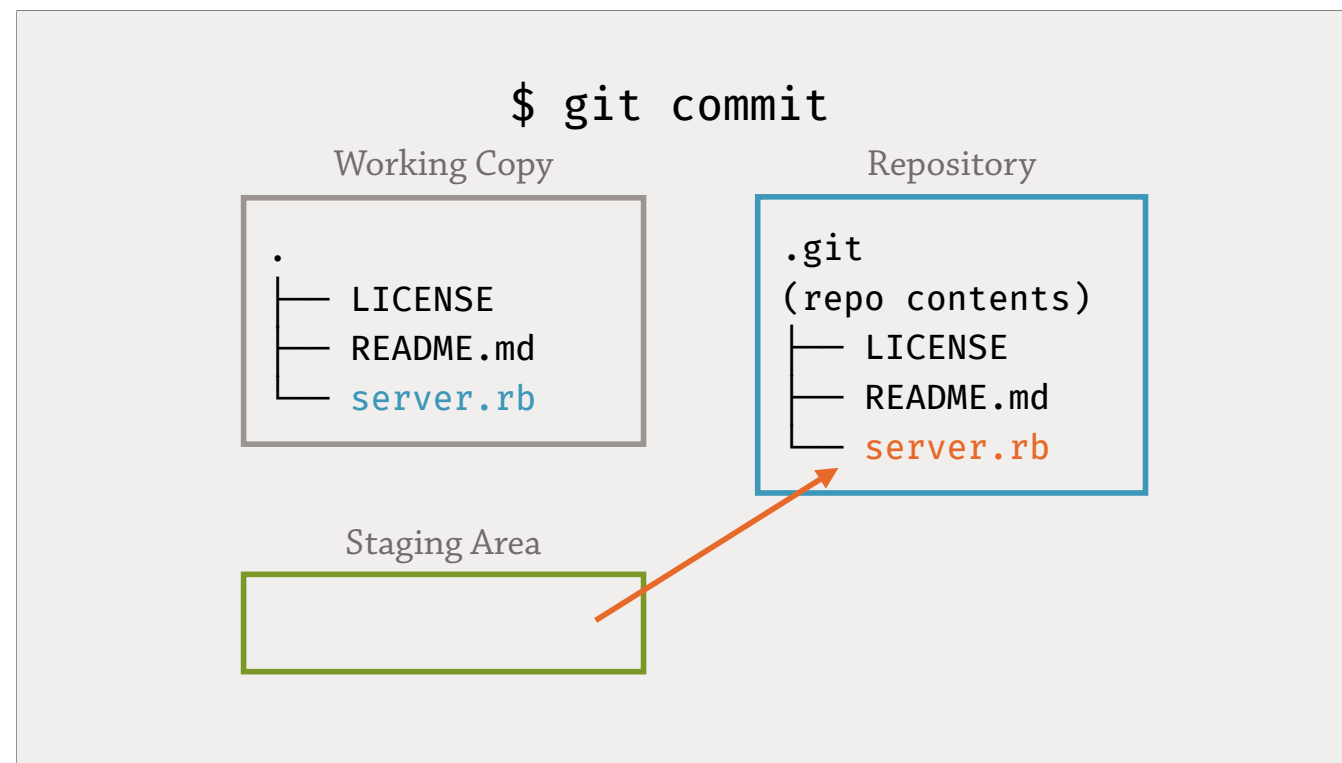 $ git commit
Working Copy
.
├── LICENSE
├── README.md
└── server.rb
Repository
.git
(repo contents)
├── LICENSE
├── README.md
└── server.rb
Staging Area